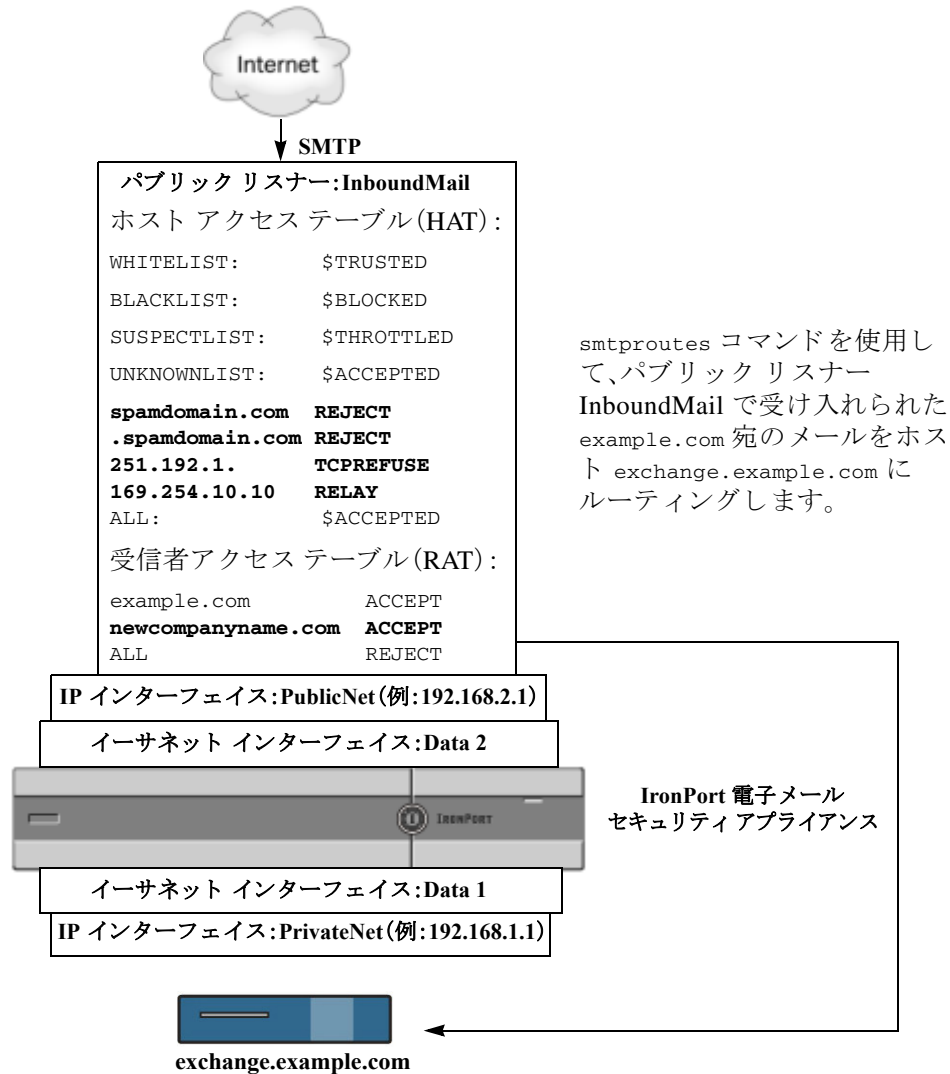 Internet
SMTP
パブリック リスナー:InboundMail
ホスト アクセス テーブル(HAT):
WHITELIST: $TRUSTED
BLACKLIST: $BLOCKED
SUSPECTLIST: $THROTTLED
UNKNOWNLIST: $ACCEPTED
spamdomain.com REJECT
.spamdomain.com REJECT
251.192.1. TCPREFUSE
169.254.10.10 RELAY
ALL: $ACCEPTED
受信者アクセス テーブル(RAT):
example.com ACCEPT
newcompanyname.com ACCEPT
ALL REJECT
smtproutes コマンドを使用し
て、パブリック リスナー
InboundMail で受け入れられた
example.com 宛のメールをホス
ト exchange.example.com に
ルーティングします。
IP インターフェイス:PublicNet(例:192.168.2.1)
イーサネット インターフェイス:Data 2
IRONPORT
IronPort 電子メール
セキュリティ アプライアンス
イーサネット インターフェイス:Data 1
IP インターフェイス:PrivateNet(例:192.168.1.1)
exchange.example.com